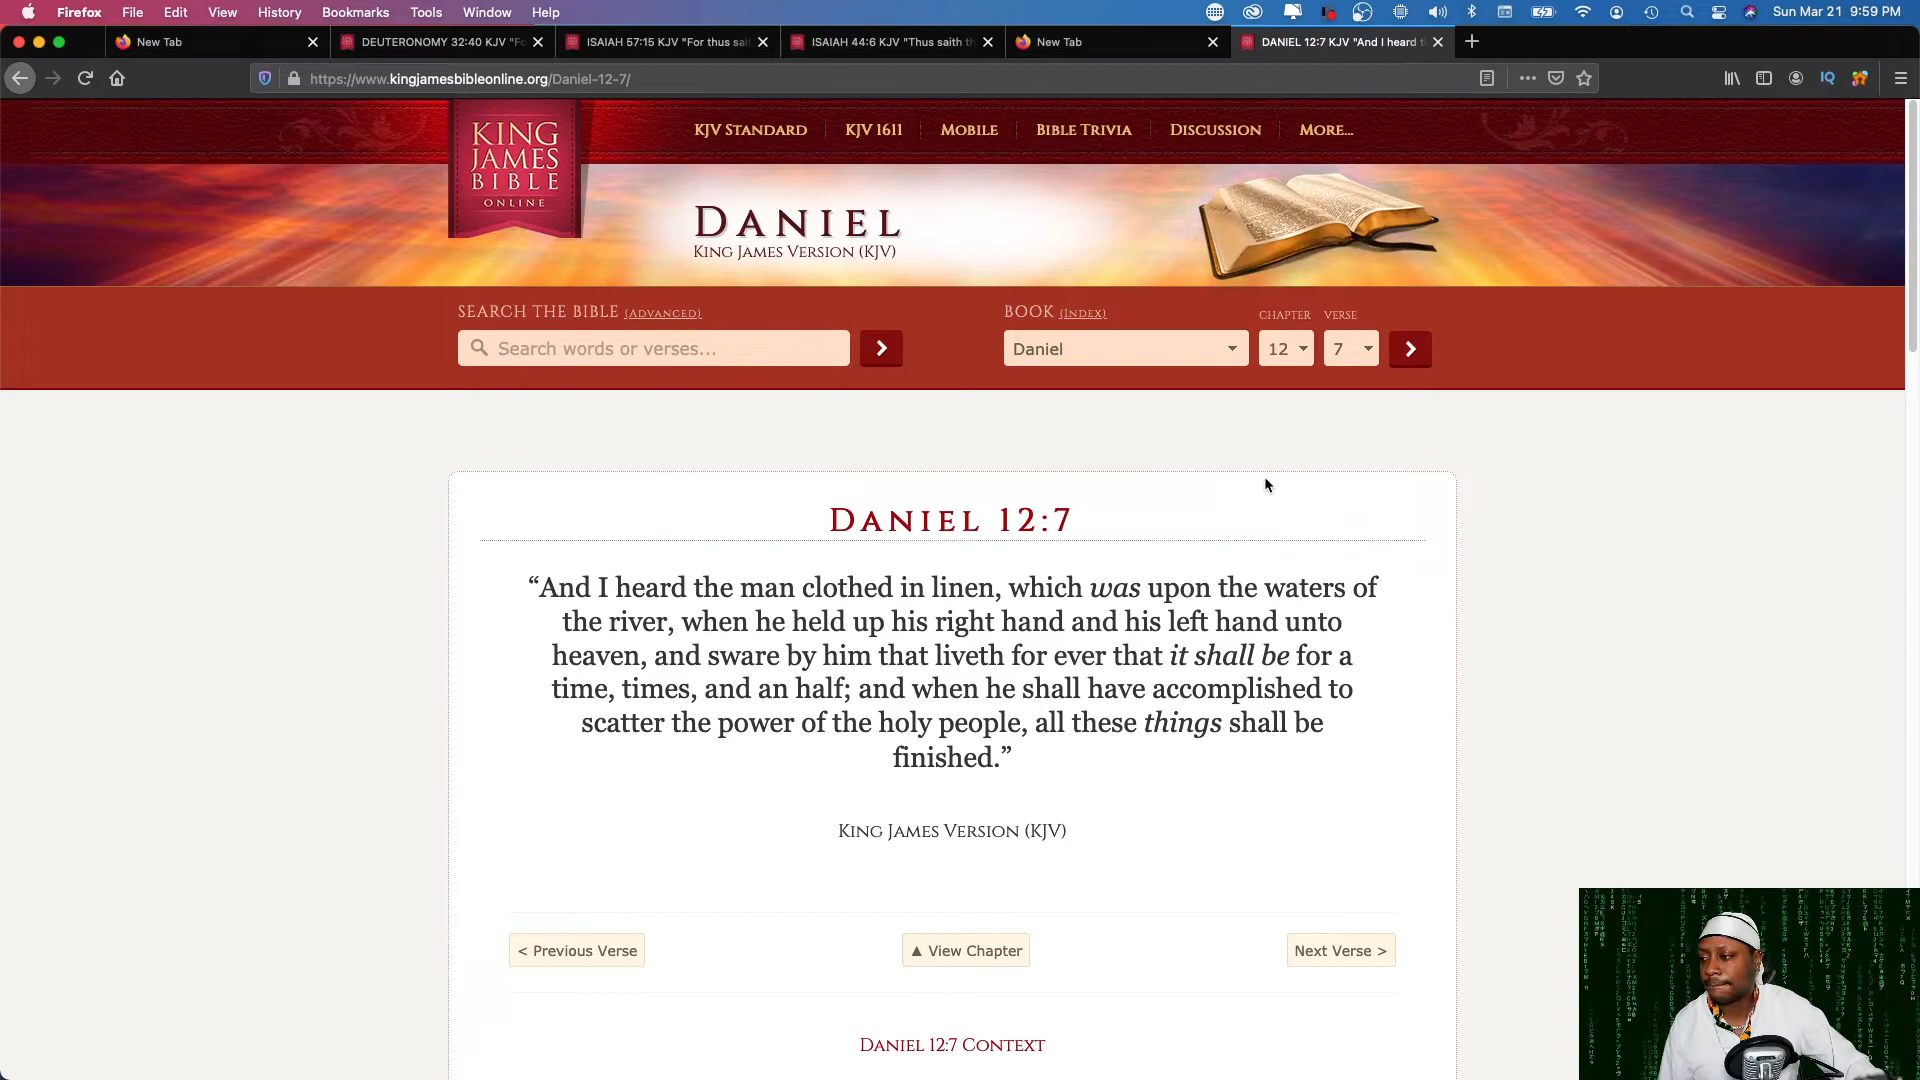 Firefox File Edit View History Bookmarks Tools Window Help Sun Mar 21 9:59 PM
New Tab DEUTERONOMY 32:40 KJV "Fo ISAIAH 57:15 KJV "For thus sai ISAIAH 44:6 KJV "Thus saith th New Tab DANIEL 12:7 KJV "And I heard t
https://www.kingjamesbibleonline.org/Daniel-12-7/ IQ
KING
JAMES
BIBLE
ONLINE
KJV STANDARD KJV 1611 MOBILE BIBLE TRIVIA DISCUSSION MORE...
DANIEL
KING JAMES VERSION (KJV)
SEARCH THE BIBLE (ADVANCED) BOOK (INDEX) CHAPTER VERSE
Search words or verses... Daniel 12 7
DANIEL 12:7
“And I heard the man clothed in linen, which was upon the waters of
the river, when he held up his right hand and his left hand unto
heaven, and sware by him that liveth for ever that it shall be for a
time, times, and an half; and when he shall have accomplished to
scatter the power of the holy people, all these things shall be
finished.”
KING JAMES VERSION (KJV)
< Previous Verse ▲ View Chapter Next Verse >
DANIEL 12:7 CONTEXT